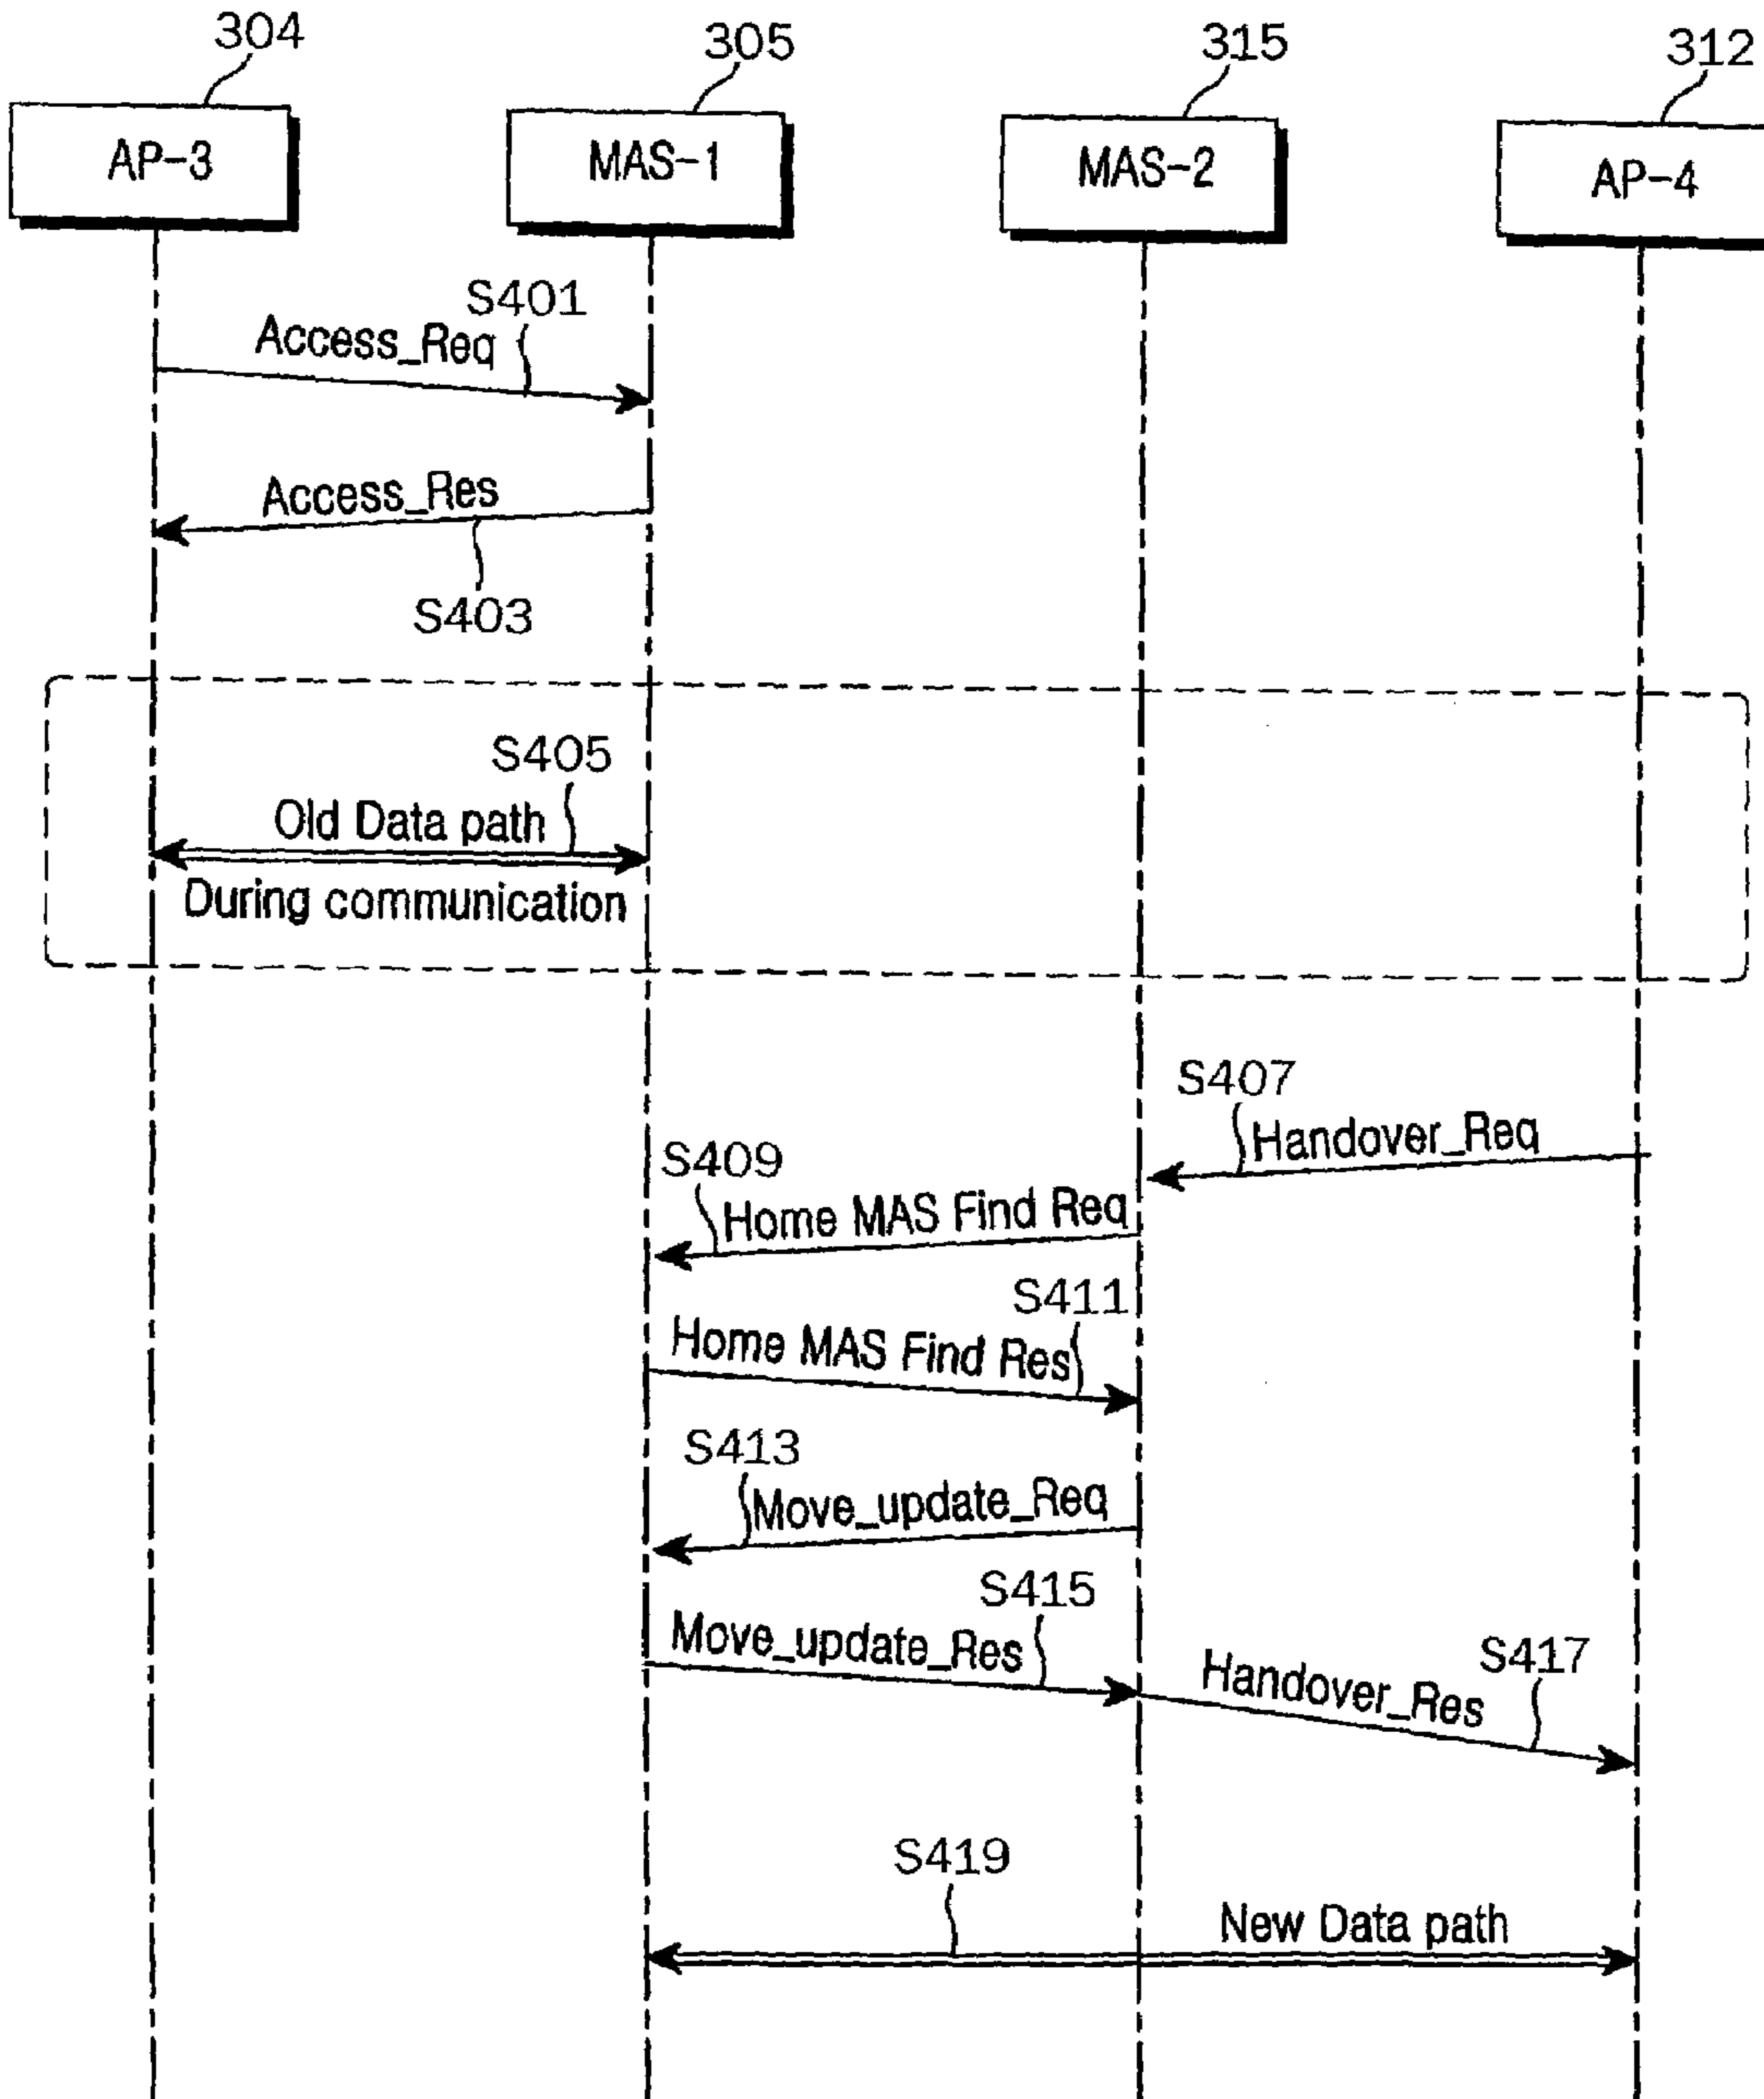 304
305
315
312
AP-3
MAS-1
MAS-2
AP-4
S401
Access_Req
Access_Res
S403
S405
Old Data path
During communication
S407
Handover_Req
S409
Home MAS Find Req
S411
Home MAS Find Res
S413
Move_update_Req
S415
Move_update_Res
S417
Handover_Res
S419
New Data path